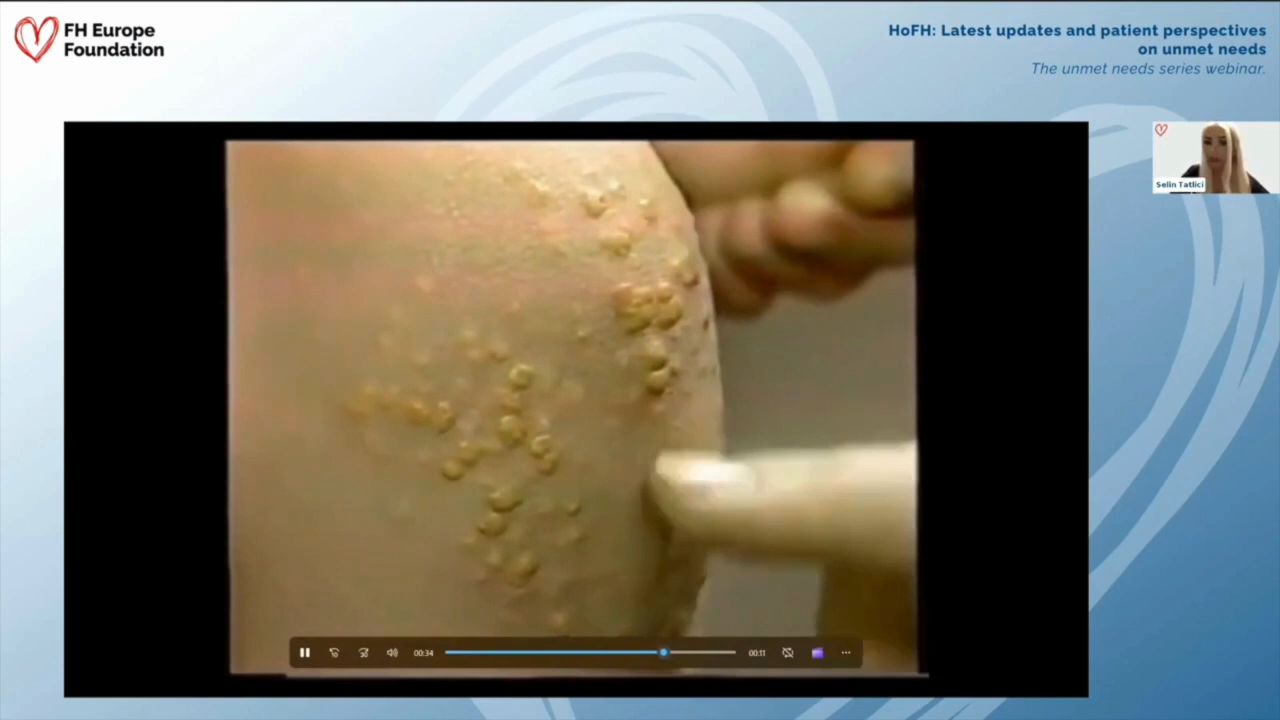 FH Europe
Foundation
HoFH: Latest updates and patient perspectives
on unmet needs
The unmet needs series webinar.
Selin Tatlici
00:34
00:11